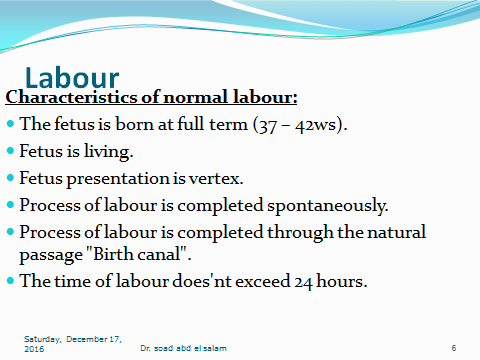 Labour
Characteristics of normal labour:
The fetus is born at full term (37 – 42ws).
Fetus is living.
Fetus presentation is vertex.
Process of labour is completed spontaneously.
Process of labour is completed through the natural
passage "Birth canal".
The time of labour does'nt exceed 24 hours.
Saturday, December 17,
2016
Dr. soad abd el salam
6